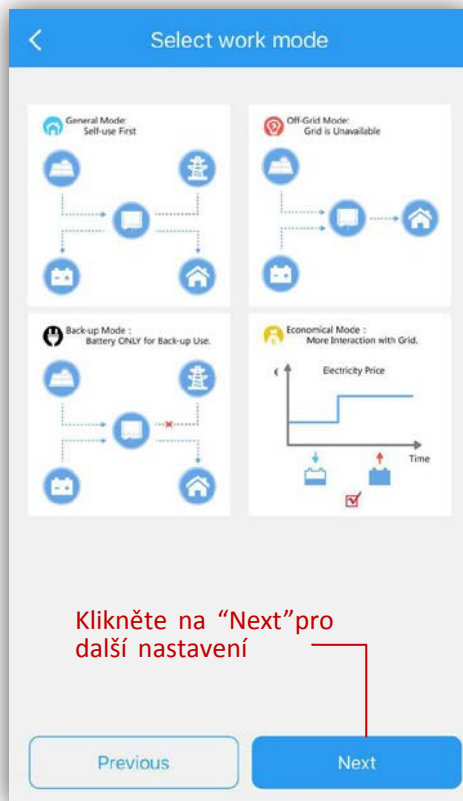 Select work mode
General Mode:
Self-use First
Off-Grid Mode:
Grid is Unavailable
Back-up Mode :
Battery ONLY for Back-up Use.
Economical Mode :
More Interaction with Grid.
Electricity Price
Time
Klikněte na “Next”pro
další nastavení
Previous
Next